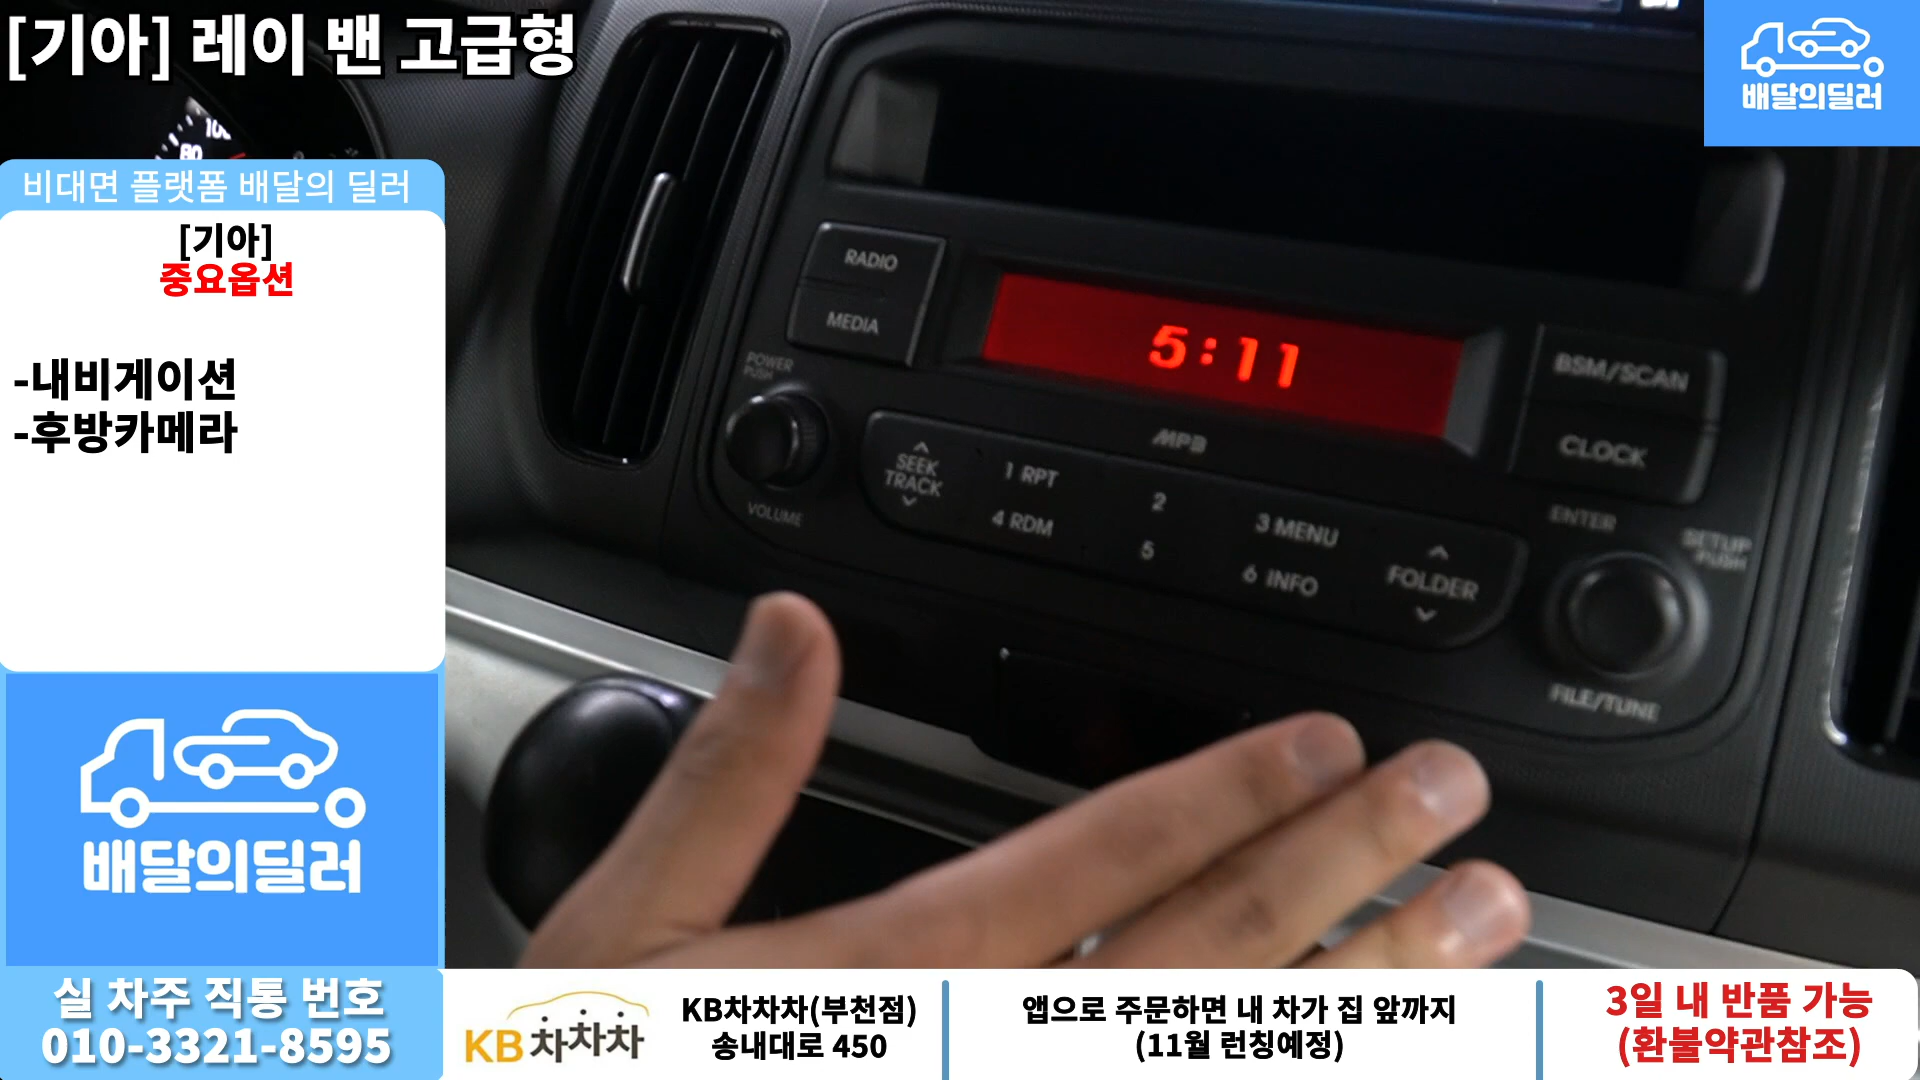 [기아] 레이 밴 고급형
배달의딜러
100
80
비대면 플랫폼 배달의 딜러
[기아]
중요옵션
-내비게이션
-후방카메라
배달의딜러
실 차주 직통 번호
010-3321-8595
RADIO
MEDIA
POWER
PUSH
VOLUME
5:11
MP3
BSM/SCAN
CLOCK
SEEK
TRACK
1 RPT
2
3 MENU
4 RDM
5
6 INFO
FOLDER
ENTER
SETUP
PUSH
FILE/TUNE
KB차차차
KB차차차(부천점)
송내대로 450
앱으로 주문하면 내 차가 집 앞까지
(11월 런칭예정)
3일 내 반품 가능
(환불약관참조)